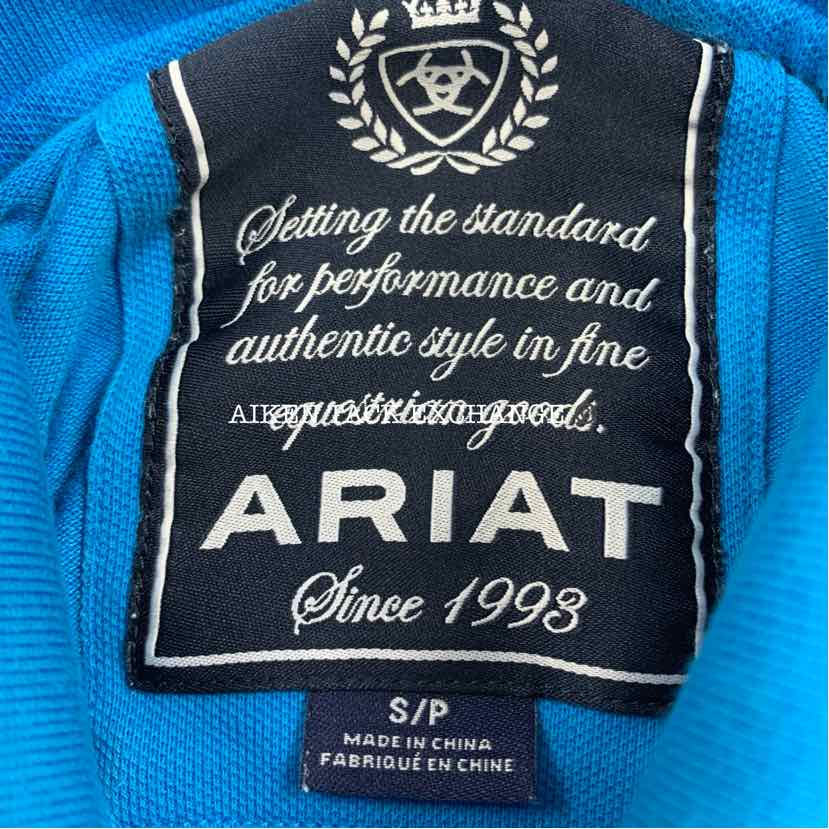 Setting the standard
for performance and
authentic style in fine
equestrian goods.
AIKEN TACK EXCHANGE
ARIAT
Since 1993
S/P
MADE IN CHINA
FABRIQUÉ EN CHINE